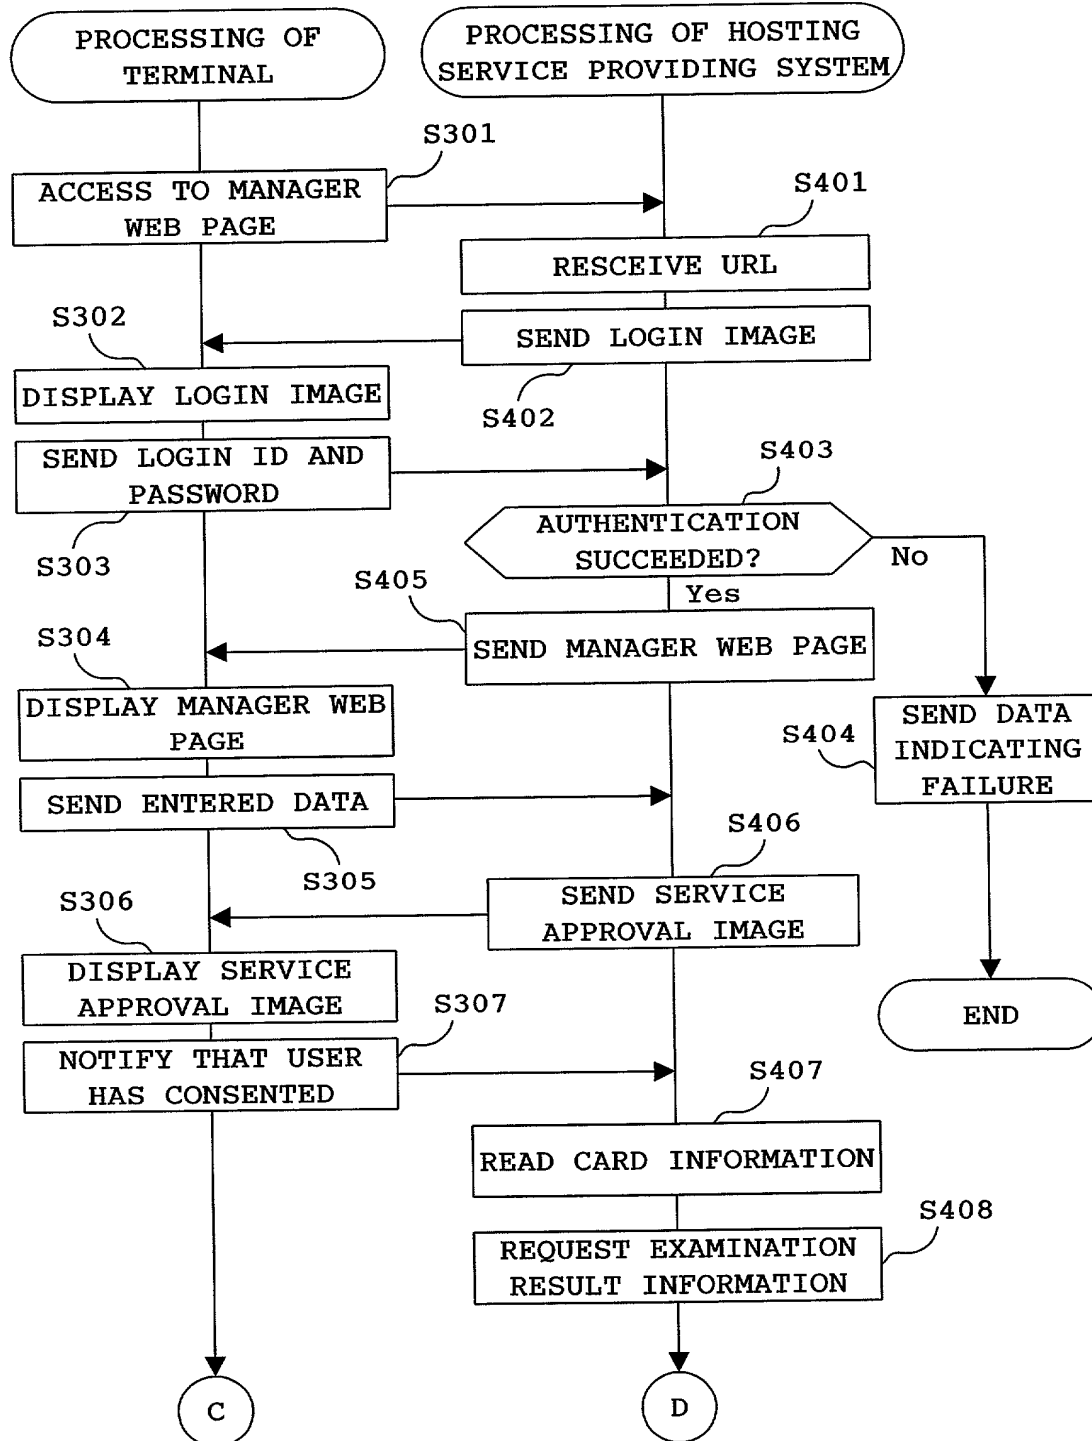 PROCESSING OF
TERMINAL
PROCESSING OF HOSTING
SERVICE PROVIDING SYSTEM
S301
ACCESS TO MANAGER
WEB PAGE
S401
RESCEIVE URL
S302
SEND LOGIN IMAGE
DISPLAY LOGIN IMAGE
S402
SEND LOGIN ID AND
PASSWORD
S403
AUTHENTICATION
SUCCEEDED?
No
S303
S405
Yes
S304
SEND MANAGER WEB PAGE
DISPLAY MANAGER WEB
PAGE
S404
SEND DATA
INDICATING
FAILURE
SEND ENTERED DATA
S406
S305
SEND SERVICE
APPROVAL IMAGE
S306
DISPLAY SERVICE
APPROVAL IMAGE
S307
END
NOTIFY THAT USER
HAS CONSENTED
S407
READ CARD INFORMATION
S408
REQUEST EXAMINATION
RESULT INFORMATION
C
D